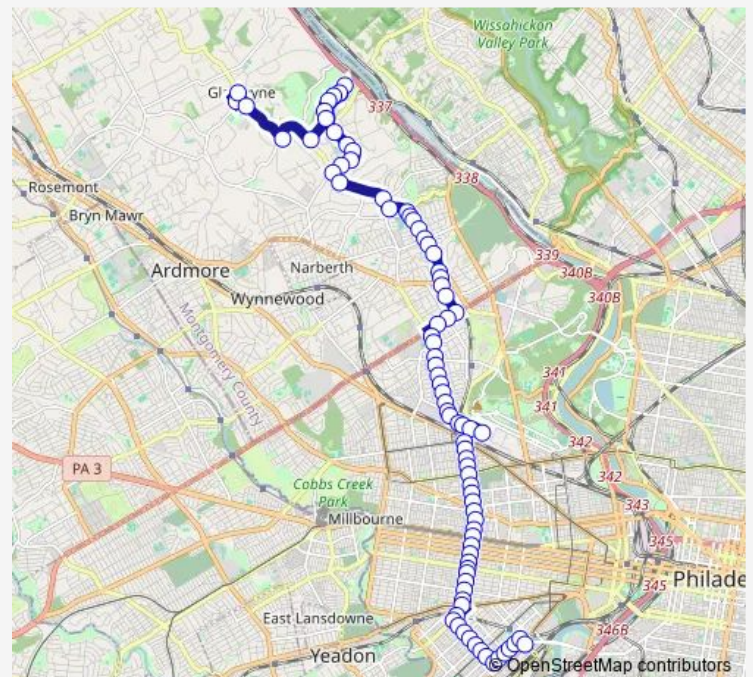 Wissahickon
Valley Park
337
338
Rosemont
Bryn Mawr
Ardmore
Narberth
Wynnewood
339
340B
340B
Montgomery County
341
341
342
342
343
PA 3
Cobbs Creek
Park
Millbourne
345
345
Philade
East Lansdowne
346B
Yeadon
© OpenStreetMap contributors